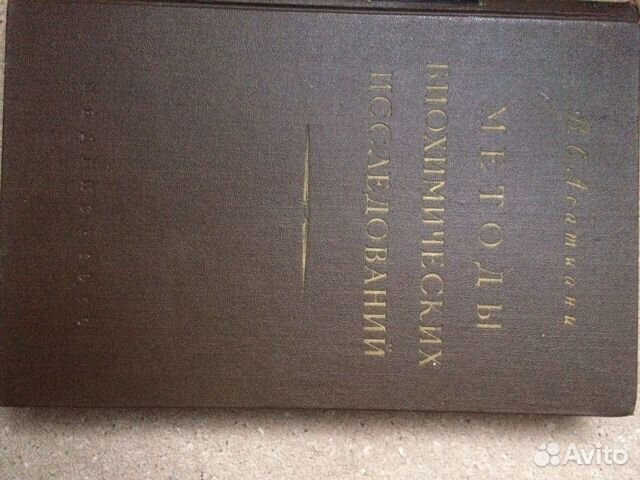 В. С. Асатиани
МЕТОДЫ
БИОХИМИЧЕСКИХ
ИССЛЕДОВАНИЙ
Avito